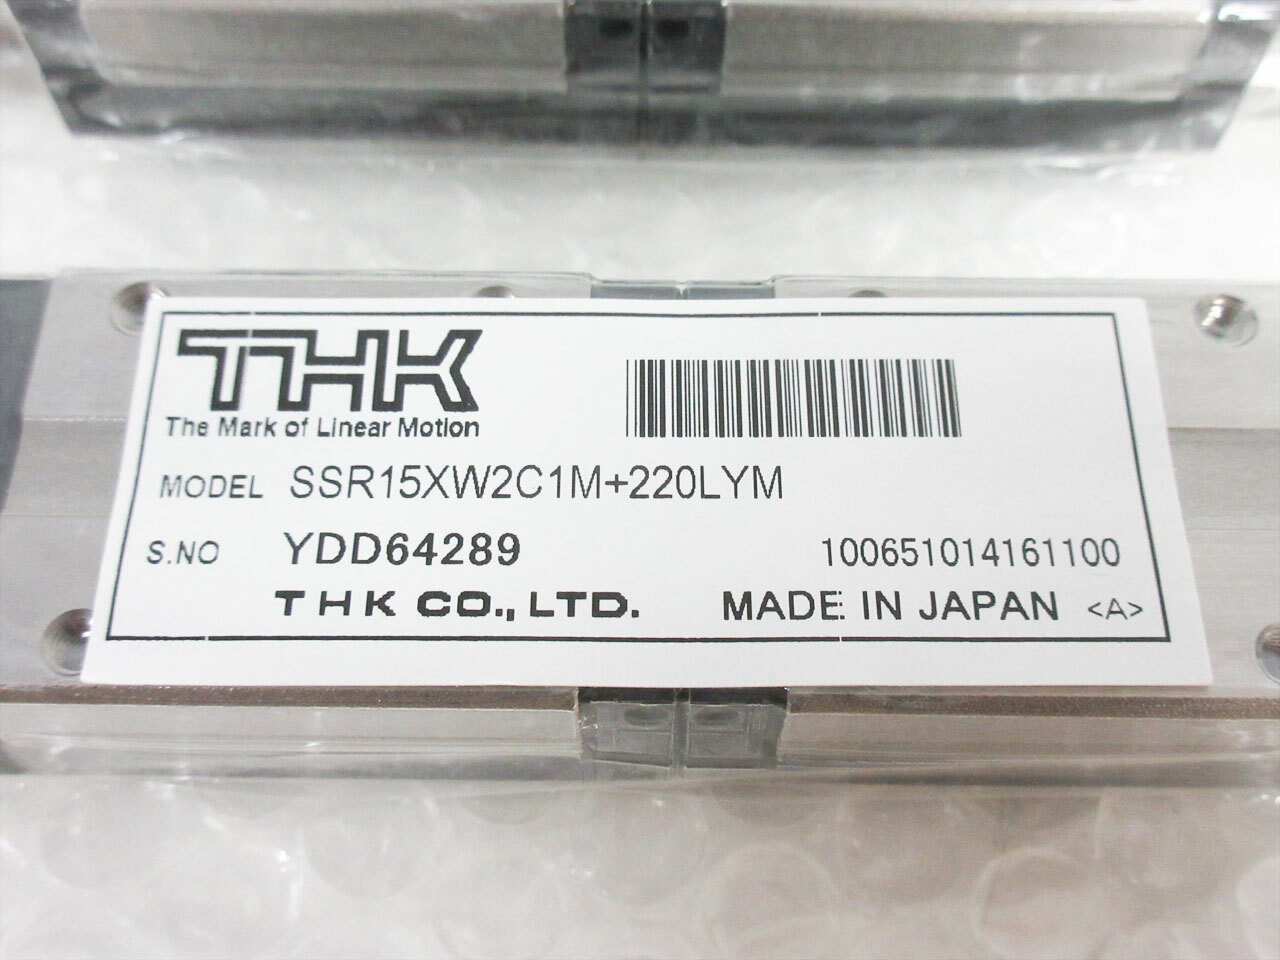 THK
The Mark of Linear Motion
MODEL SSR15XW2C1M+220LYM
S.NO YDD64289 100651014161100
THK CO., LTD. MADE IN JAPAN <A>